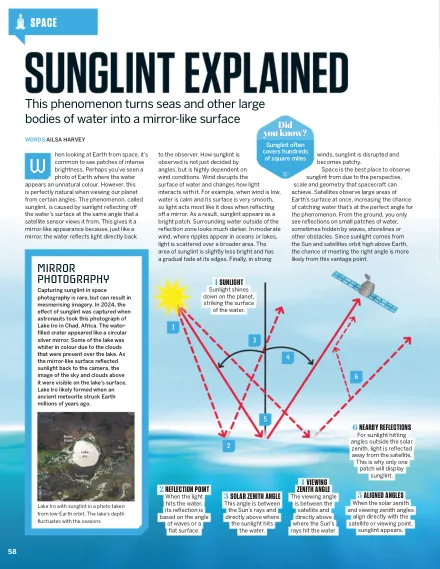 SPACE
SUNGLINT EXPLAINED
This phenomenon turns seas and other large
bodies of water into a mirror-like surface
WORDS AILSA HARVEY
When looking at Earth from space, it's
common to see patches of intense
brightness. Perhaps you've seen a
photo of Earth where the water
appears an unnatural colour. However, this
is perfectly natural when viewing our planet
from certain angles. The phenomenon, called
sunglint, is caused by sunlight reflecting off
the water's surface at the same angle that a
satellite sensor views it from. This gives it a
mirror-like appearance because, just like a
mirror, the water reflects light directly back
to the observer. How sunglint is
observed is not just decided by
angles, but is highly dependent on
wind conditions. Wind disrupts the
surface of water and changes how light
interacts with it. For example, when wind is low,
water is calm and its surface is very smooth,
so light acts most like it does when reflecting
off a mirror. As a result, sunglint appears as a
bright patch. Surrounding water outside of the
reflection zone looks much darker. In moderate
wind, where ripples appear in oceans or lakes,
light is scattered over a broader area. The
area of sunglint is slightly less bright and has
a gradual fade at its edges. Finally, in strong
Did
you know?
Sunglint often
covers hundreds
of square miles
winds, sunglint is disrupted and
becomes patchy.
Space is the best place to observe
sunglint from due to the perspective,
scale and geometry that spacecraft can
achieve. Satellites observe large areas of
Earth's surface at once, increasing the chance
of catching water that's at the perfect angle for
the phenomenon. From the ground, you only
see reflections on small patches of water,
sometimes hidden by waves, shorelines or
other obstacles. Since sunlight comes from
the Sun and satellites orbit high above Earth,
the chance of meeting the right angle is more
likely from this vantage point.
MIRROR
PHOTOGRAPHY
Capturing sunglint in space
photography is rare, but can result in
mesmerising imagery. In 2024, the
effect of sunglint was captured when
astronauts took this photograph of
Lake Iro in Chad, Africa. The water-
filled crater appeared like a circular
silver mirror. Some of the lake was
whiter in colour due to the clouds
that were present over the lake. As
the mirror-like surface reflected
sunlight back to the camera, the
image of the sky and clouds above
it were visible on the lake's surface.
Lake Iro likely formed when an
ancient meteorite struck Earth
millions of years ago.
Lake Iro with sunglint in a photo taken
from low-Earth orbit. The lake's depth
fluctuates with the seasons
1 SUNLIGHT
Sunlight shines
down on the planet,
striking the surface
of the water.
1
3
4
6
2
5
2 REFLECTION POINT
When the light
hits the water,
its reflection is
based on the angle
of waves or a
flat surface.
3 SOLAR ZENITH ANGLE
This angle is between
the Sun's rays and
directly above where
the sunlight hits
the water.
4 VIEWING
ZENITH ANGLE
The viewing angle
is between the
satellite and
directly above
where the Sun's
rays hit the water.
5 ALIGNED ANGLES
When the solar zenith
and viewing zenith angles
align directly with the
satellite or viewing point,
sunglint appears.
6 NEARBY REFLECTIONS
For sunlight hitting
angles outside of the
solar zenith, light is
reflected away from
the satellite. This is
why only one patch
will display sunglint.
58